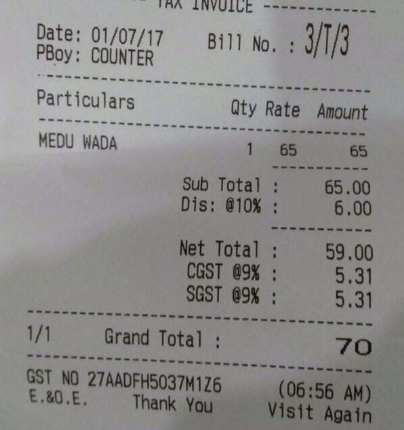 TAX INVOICE
Date: 01/07/17 Bill No. : 3/T/3
PBoy: COUNTER
Particulars Qty Rate Amount
MEDU WADA 1 65 65
Sub Total : 65.00
Dis: @10% : 6.00
Net Total : 59.00
CGST @9% : 5.31
SGST @9% : 5.31
1/1 Grand Total : 70
GST NO 27AADFH5037M1Z6 (06:56 AM)
E.&O.E. Thank You Visit Again